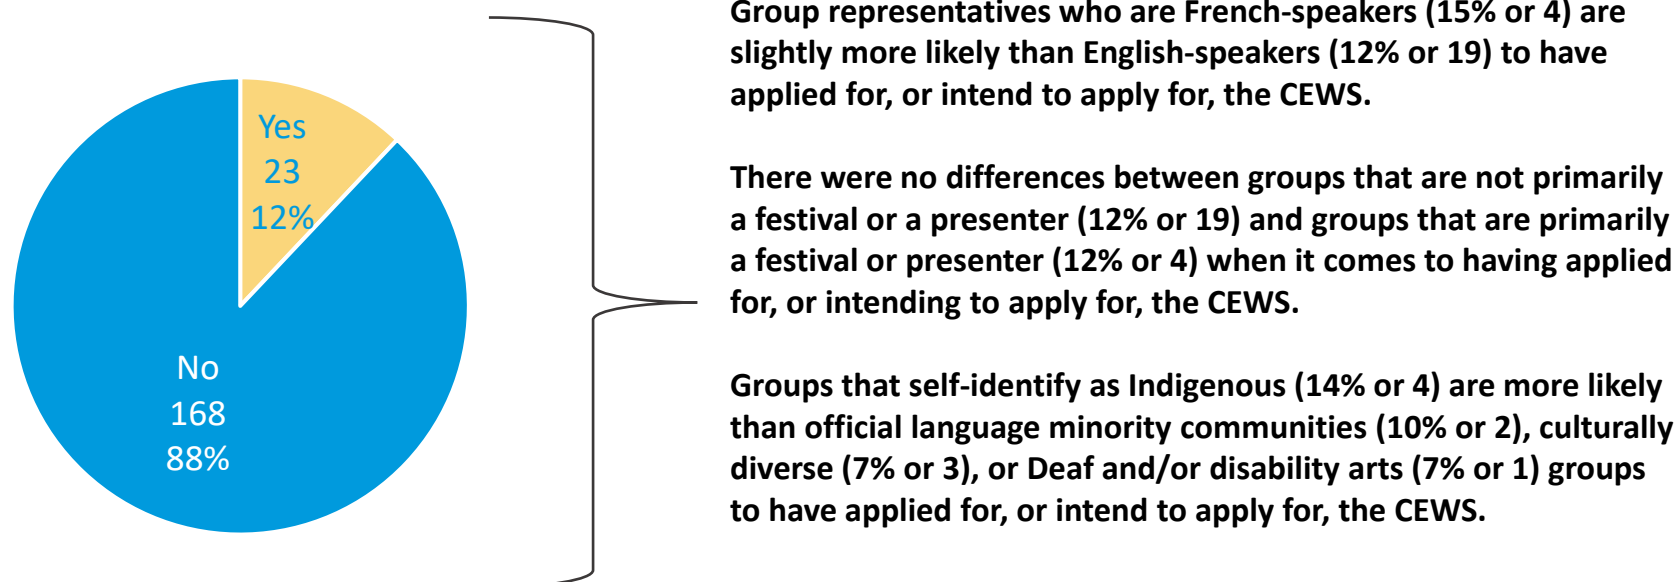 Yes
23
12%
No
168
88%
Group representatives who are French-speakers (15% or 4) are
slightly more likely than English-speakers (12% or 19) to have
applied for, or intend to apply for, the CEWS.
There were no differences between groups that are not primarily
a festival or a presenter (12% or 19) and groups that are primarily
a festival or presenter (12% or 4) when it comes to having applied
for, or intending to apply for, the CEWS.
Groups that self-identify as Indigenous (14% or 4) are more likely
than official language minority communities (10% or 2), culturally
diverse (7% or 3), or Deaf and/or disability arts (7% or 1) groups
to have applied for, or intend to apply for, the CEWS.